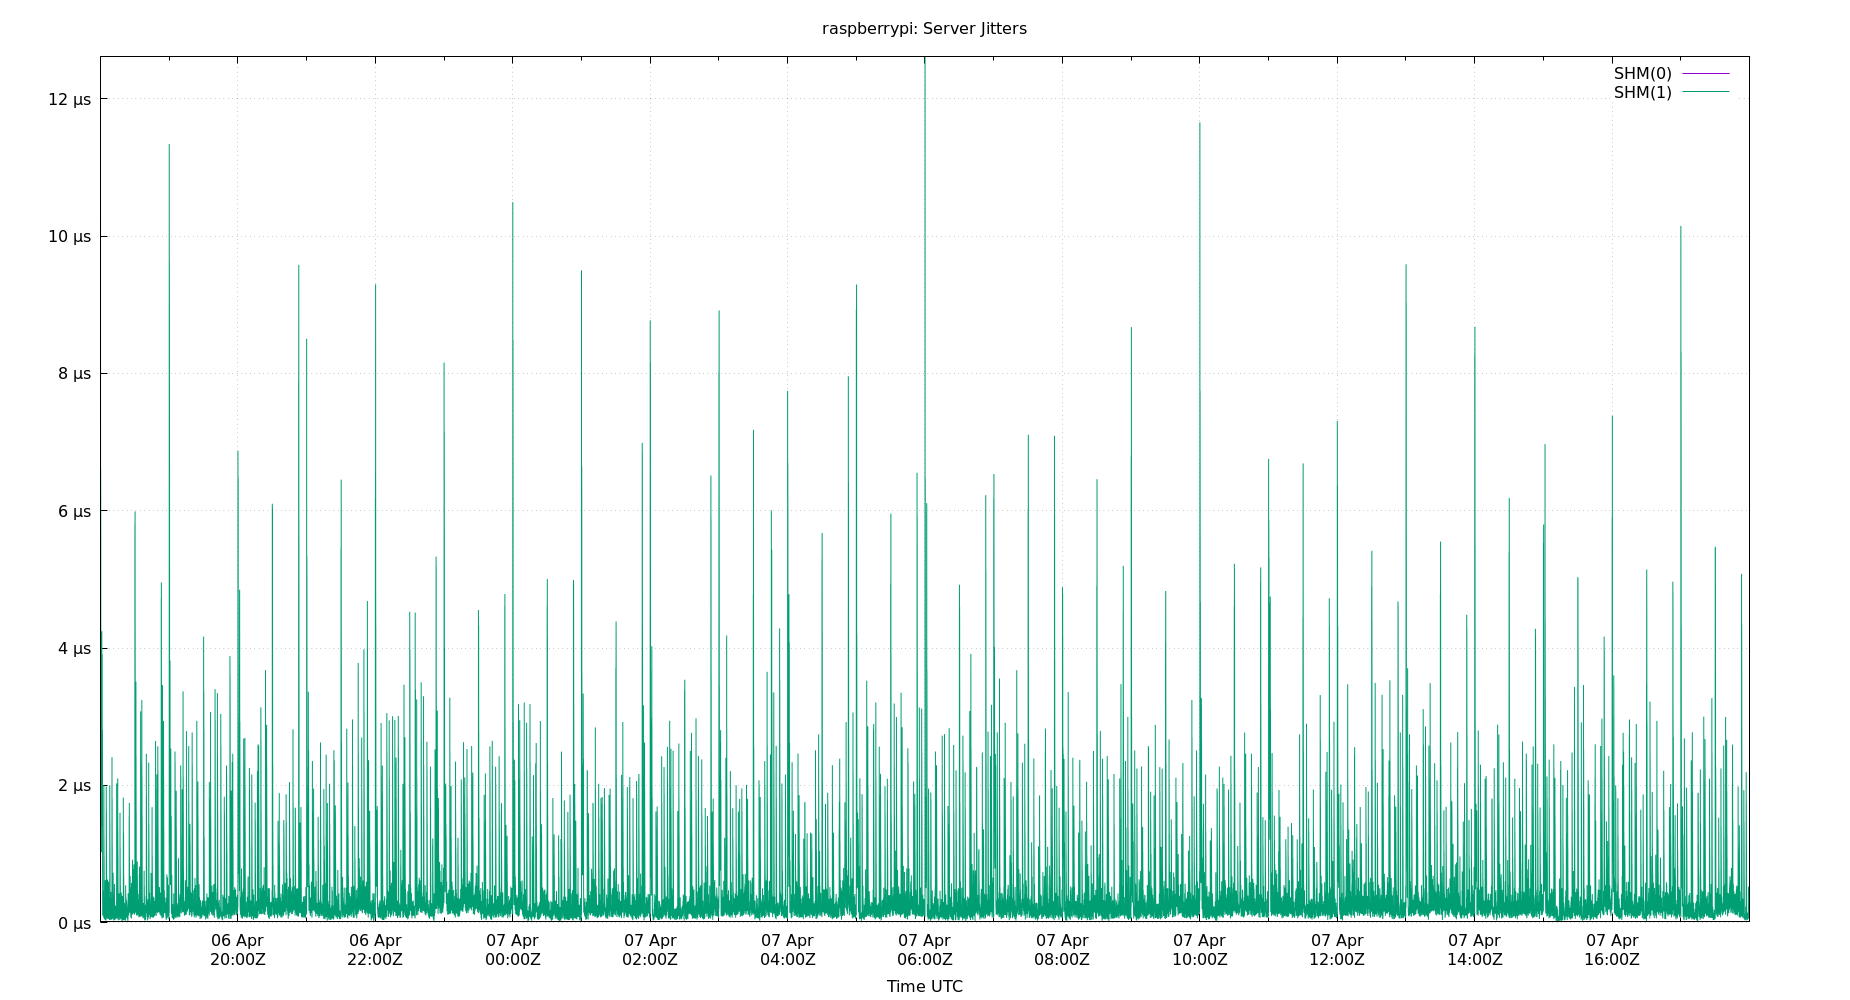 raspberrypi: Server Jitters
SHM(0)
SHM(1)
12 µs
10 µs
8 µs
6 µs
4 µs
2 µs
0 µs
06 Apr 06 Apr 07 Apr 07 Apr 07 Apr 07 Apr 07 Apr 07 Apr 07 Apr 07 Apr 07 Apr
20:00Z 22:00Z 00:00Z 02:00Z 04:00Z 06:00Z 08:00Z 10:00Z 12:00Z 14:00Z 16:00Z
Time UTC